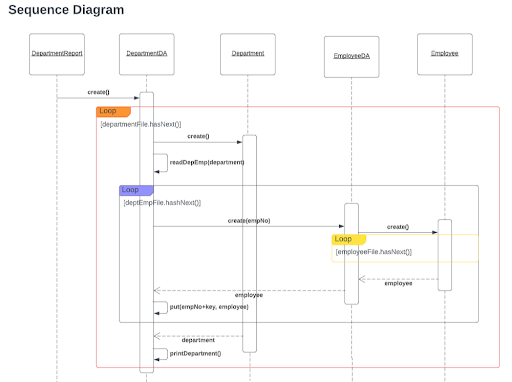 Sequence Diagram
DepartmentReport
DepartmentDA
Department
EmployeeDA
Employee
create()
Loop
[departmentFile.hasNext()]
create()
readDepEmp(department)
Loop
[deptEmpFile.hashNext()]
create(empNo)
create()
Loop
[employeeFile.hasNext()]
employee
employee
put(empNo+key, employee)
department
printDepartment()